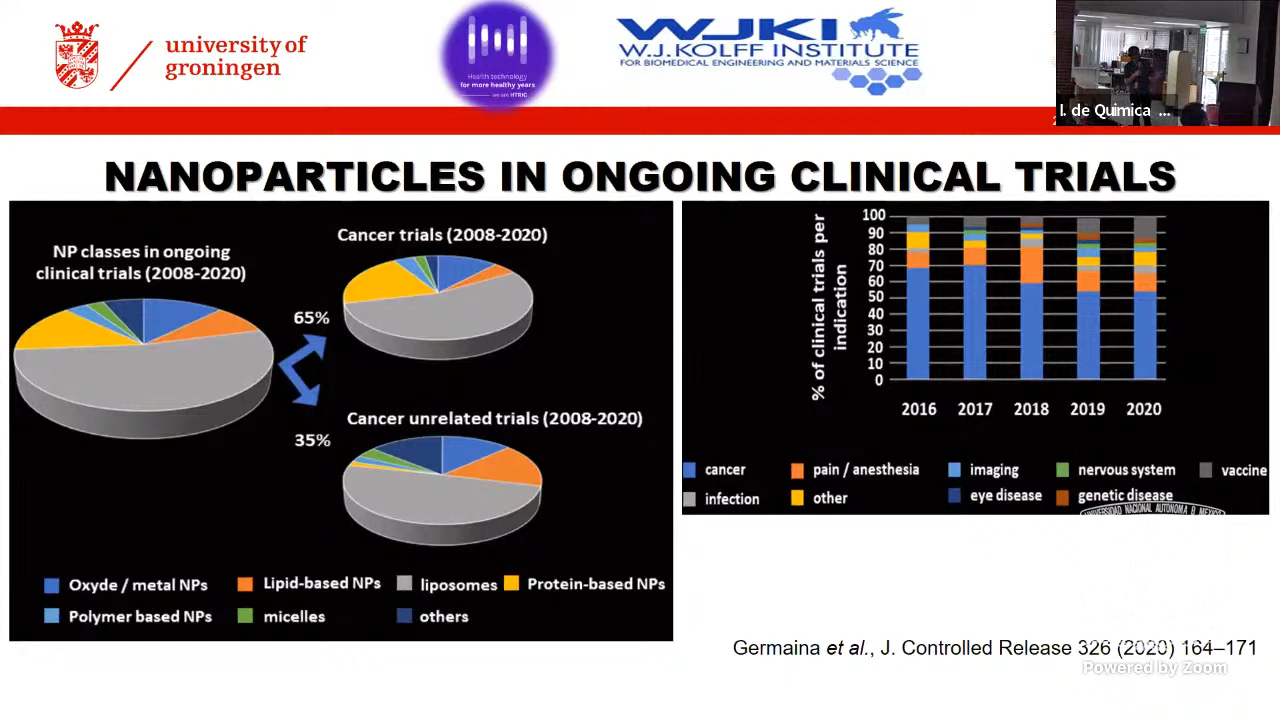 university of
groningen
Health technology
for more healthy years
we are HTRIC
WJKI
W.J.KOLFF INSTITUTE
FOR BIOMEDICAL ENGINEERING AND MATERIALS SCIENCE
I. de Quimica ...
NANOPARTICLES IN ONGOING CLINICAL TRIALS
NP classes in ongoing
clinical trials (2008-2020)
Cancer trials (2008-2020)
65%
35%
Cancer unrelated trials (2008-2020)
Oxyde / metal NPs
Lipid-based NPs
liposomes
Protein-based NPs
Polymer based NPs
micelles
others
% of clinical trials per
indication
100
90
80
70
60
50
40
30
20
10
0
2016
2017
2018
2019
2020
cancer
pain / anesthesia
imaging
nervous system
vaccine
infection
other
eye disease
genetic disease
UNIVERSIDAD NACIONAL AUTONOMA
Germaina et al., J. Controlled Release 326 (2020) 164–171
Powered by Zoom